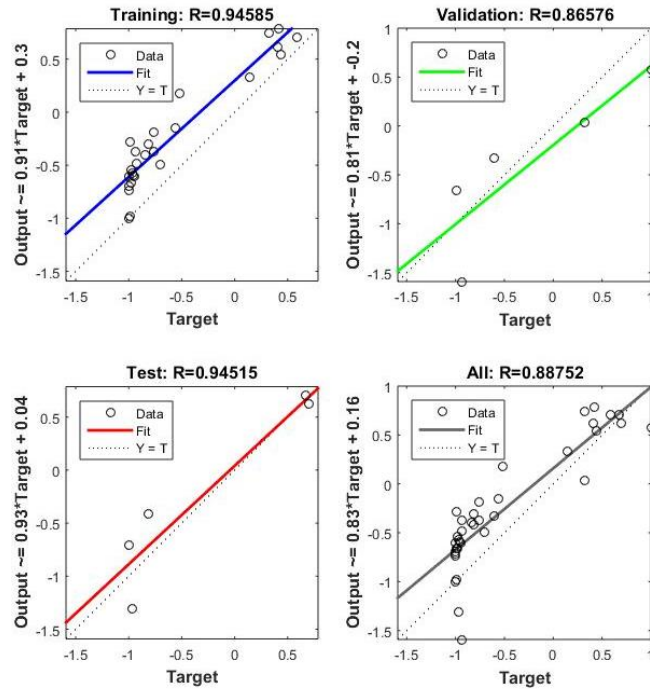 Training: R=0.94585
Output ~= 0.91*Target + 0.3
Data
Fit
Y = T
0.5
0
-0.5
-1
-1.5
-1.5 -1 -0.5 0 0.5
Target
Validation: R=0.86576
Output ~= 0.81*Target + -0.2
Data
Fit
Y = T
1
0.5
0
-0.5
-1
-1.5
-1.5 -1 -0.5 0 0.5 1
Target
Test: R=0.94515
Output ~= 0.93*Target + 0.04
Data
Fit
Y = T
0.5
0
-0.5
-1
-1.5
-1.5 -1 -0.5 0 0.5
Target
All: R=0.88752
Output ~= 0.83*Target + 0.16
Data
Fit
Y = T
1
0.5
0
-0.5
-1
-1.5
-1.5 -1 -0.5 0 0.5 1
Target